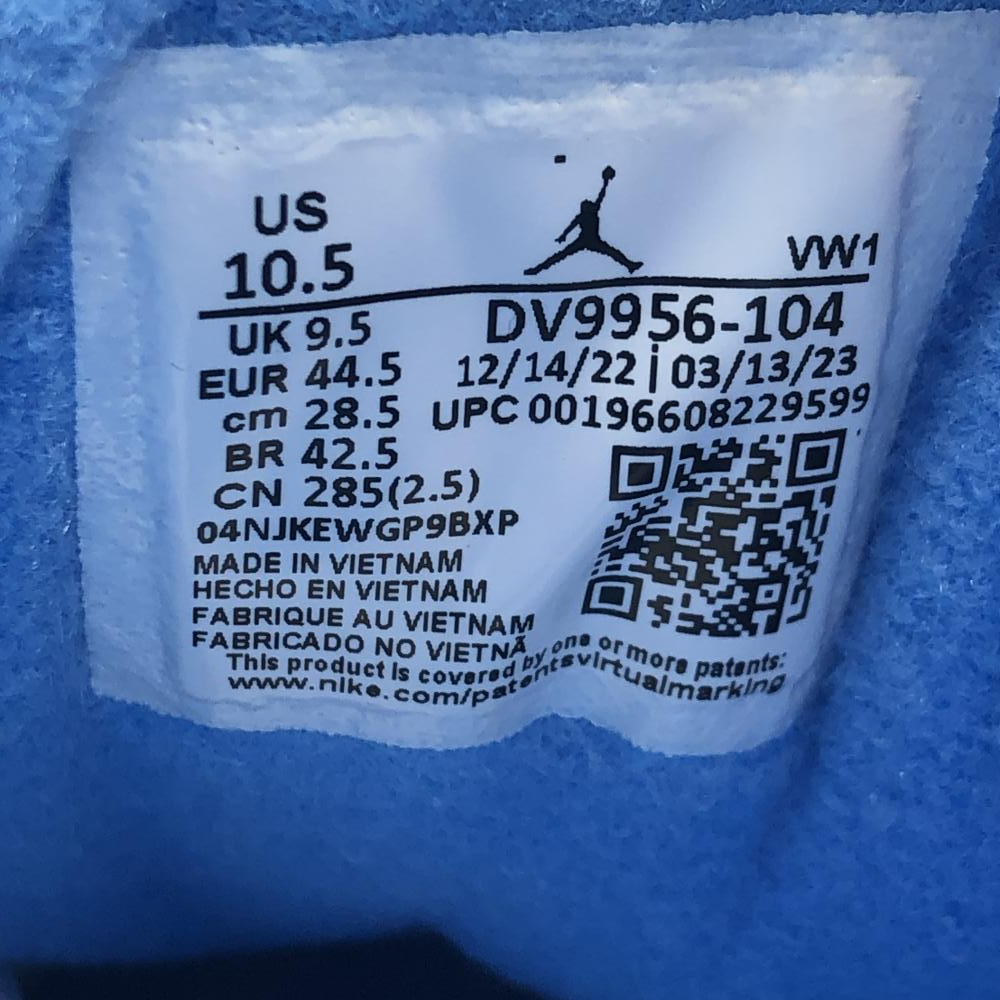 US
10.5
VW1
UK 9.5
DV9956-104
EUR 44.5
12/14/22 | 03/13/23
cm 28.5
UPC 00196608229599
BR 42.5
CN 285(2.5)
04NJKEWGP9BXP
MADE IN VIETNAM
HECHO EN VIETNAM
FABRIQUE AU VIETNAM
FABRICADO NO VIETNÃ
This product is covered by one or more patents:
www.nike.com/patentsvirtualmarking